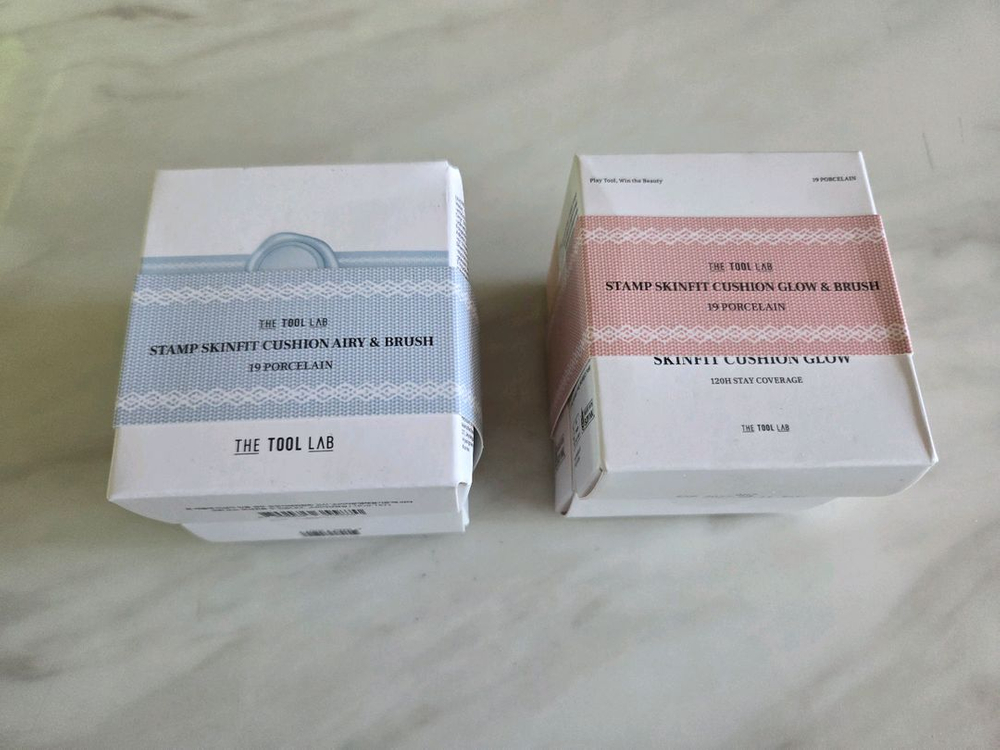 THE TOOL LAB
STAMP SKINFIT CUSHION AIRY & BRUSH
19 PORCELAIN
THE TOOL LAB
Play Tool, Win the Beauty
19 PORCELAIN
THE TOOL LAB
STAMP SKINFIT CUSHION GLOW & BRUSH
19 PORCELAIN
SKINFIT CUSHION GLOW
120H STAY COVERAGE
THE TOOL LAB